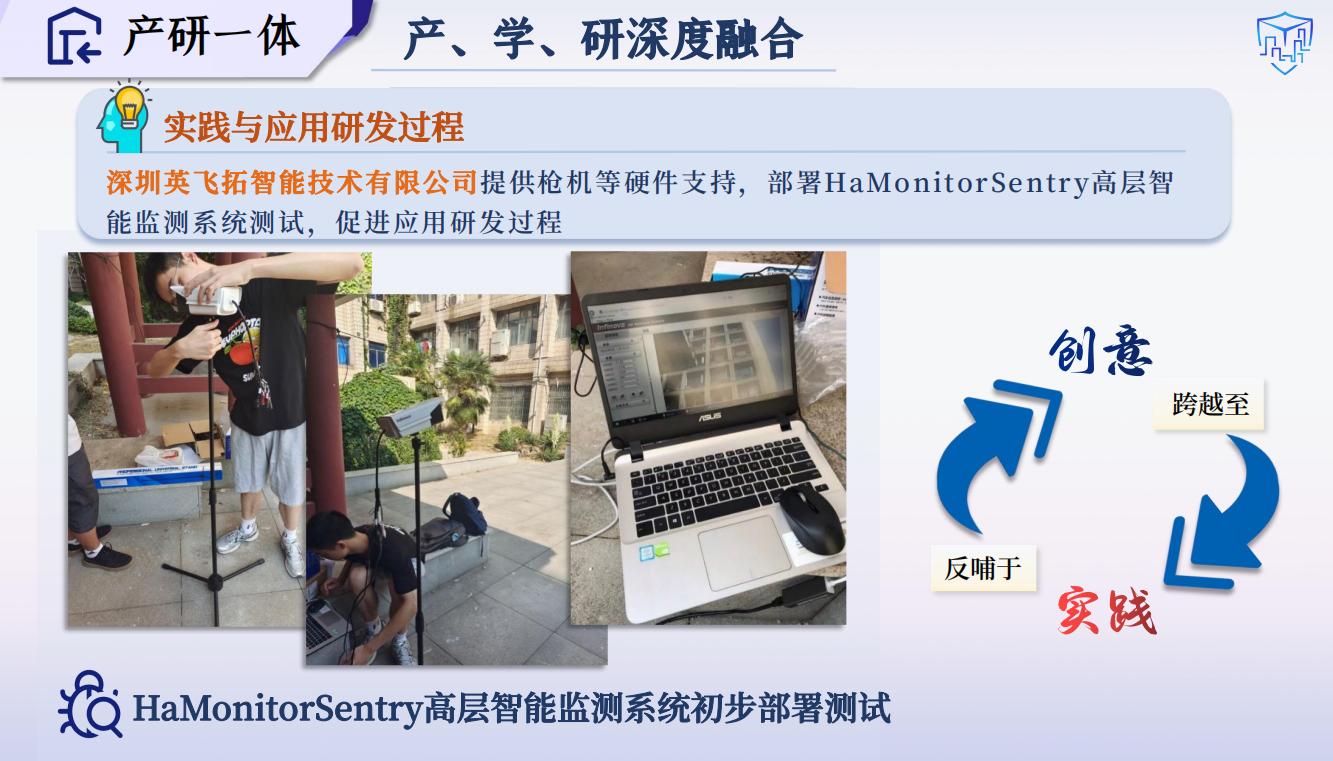 产研一体
产、学、研深度融合
实践与应用研发过程
深圳英飞拓智能技术有限公司提供枪机等硬件支持，部署HaMonitorSentry高层智
能监测系统测试，促进应用研发过程
PROFESSIONAL UNIVERSAL STAND
Infinova
ASUS
创意
跨越至
反哺于
实践
HaMonitorSentry高层智能监测系统初步部署测试